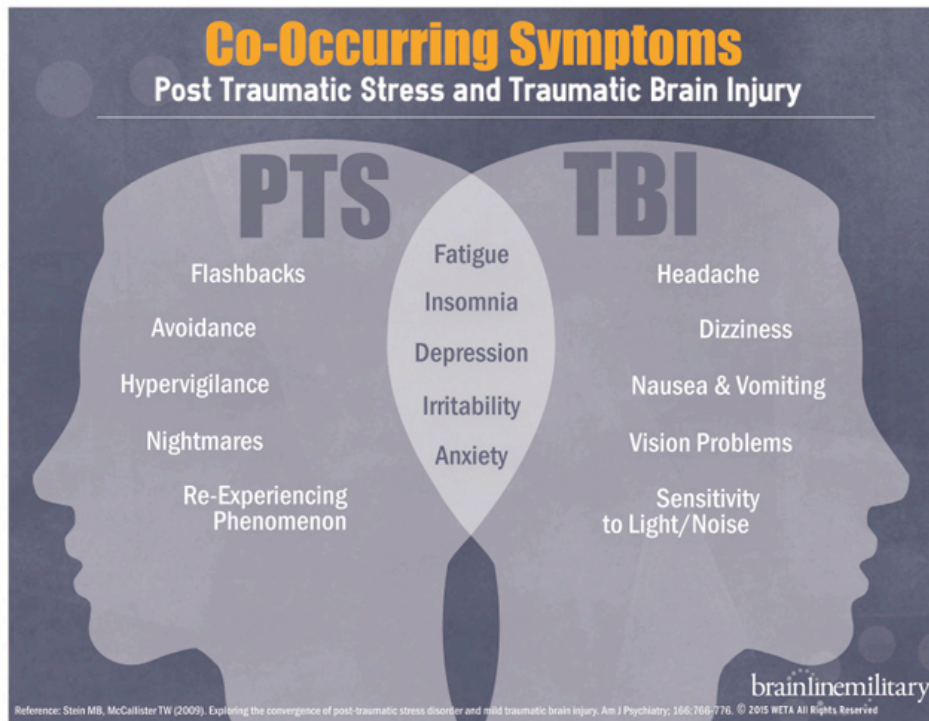 Co-Occurring Symptoms
Post Traumatic Stress and Traumatic Brain Injury
PTS
Flashbacks
Avoidance
Hypervigilance
Nightmares
Re-Experiencing
Phenomenon
Fatigue
Insomnia
Depression
Irritability
Anxiety
TBI
Headache
Dizziness
Nausea & Vomiting
Vision Problems
Sensitivity
to Light/Noise
brainlinemilitary
Reference: Stein MB, McCallister TW (2009). Exploring the convergence of post-traumatic stress disorder and mild traumatic brain injury. Am J Psychiatry; 166:768-776. © 2015 WETA All Rights Reserved